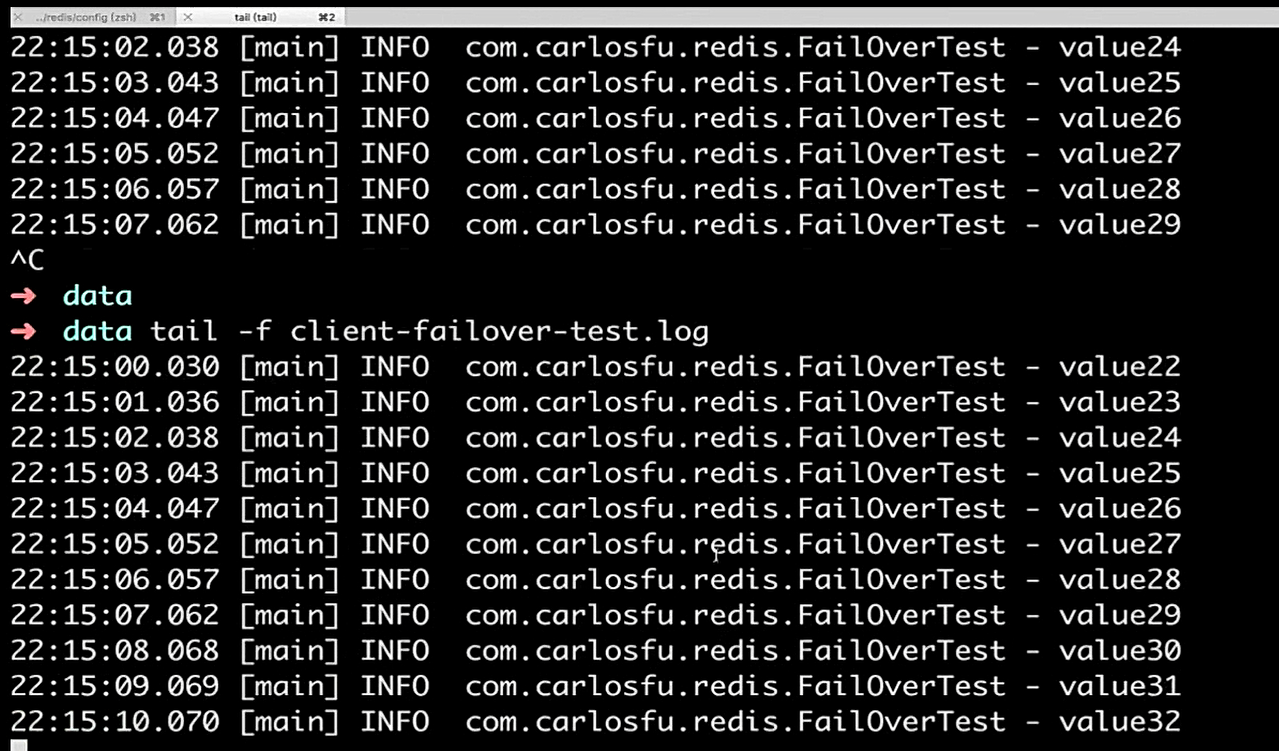 ../redis/config (zsh) ⌘1 tail (tail) ⌘2
22:15:02.038 [main] INFO  com.carlosfu.redis.FailOverTest - value24
22:15:03.043 [main] INFO  com.carlosfu.redis.FailOverTest - value25
22:15:04.047 [main] INFO  com.carlosfu.redis.FailOverTest - value26
22:15:05.052 [main] INFO  com.carlosfu.redis.FailOverTest - value27
22:15:06.057 [main] INFO  com.carlosfu.redis.FailOverTest - value28
22:15:07.062 [main] INFO  com.carlosfu.redis.FailOverTest - value29
^C
➜  data
➜  data tail -f client-failover-test.log
22:15:00.030 [main] INFO  com.carlosfu.redis.FailOverTest - value22
22:15:01.036 [main] INFO  com.carlosfu.redis.FailOverTest - value23
22:15:02.038 [main] INFO  com.carlosfu.redis.FailOverTest - value24
22:15:03.043 [main] INFO  com.carlosfu.redis.FailOverTest - value25
22:15:04.047 [main] INFO  com.carlosfu.redis.FailOverTest - value26
22:15:05.052 [main] INFO  com.carlosfu.redis.FailOverTest - value27
22:15:06.057 [main] INFO  com.carlosfu.redis.FailOverTest - value28
22:15:07.062 [main] INFO  com.carlosfu.redis.FailOverTest - value29
22:15:08.068 [main] INFO  com.carlosfu.redis.FailOverTest - value30
22:15:09.069 [main] INFO  com.carlosfu.redis.FailOverTest - value31
22:15:10.070 [main] INFO  com.carlosfu.redis.FailOverTest - value32